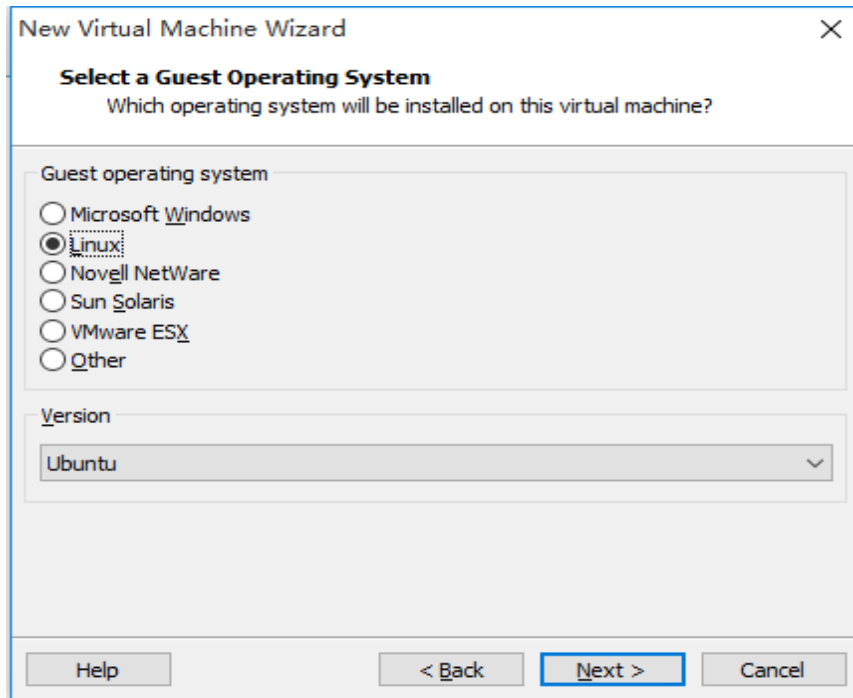 New Virtual Machine Wizard
Select a Guest Operating System
Which operating system will be installed on this virtual machine?
Guest operating system
Microsoft Windows
Linux
Novell NetWare
Sun Solaris
VMware ESX
Other
Version
Ubuntu
Help
< Back
Next >
Cancel